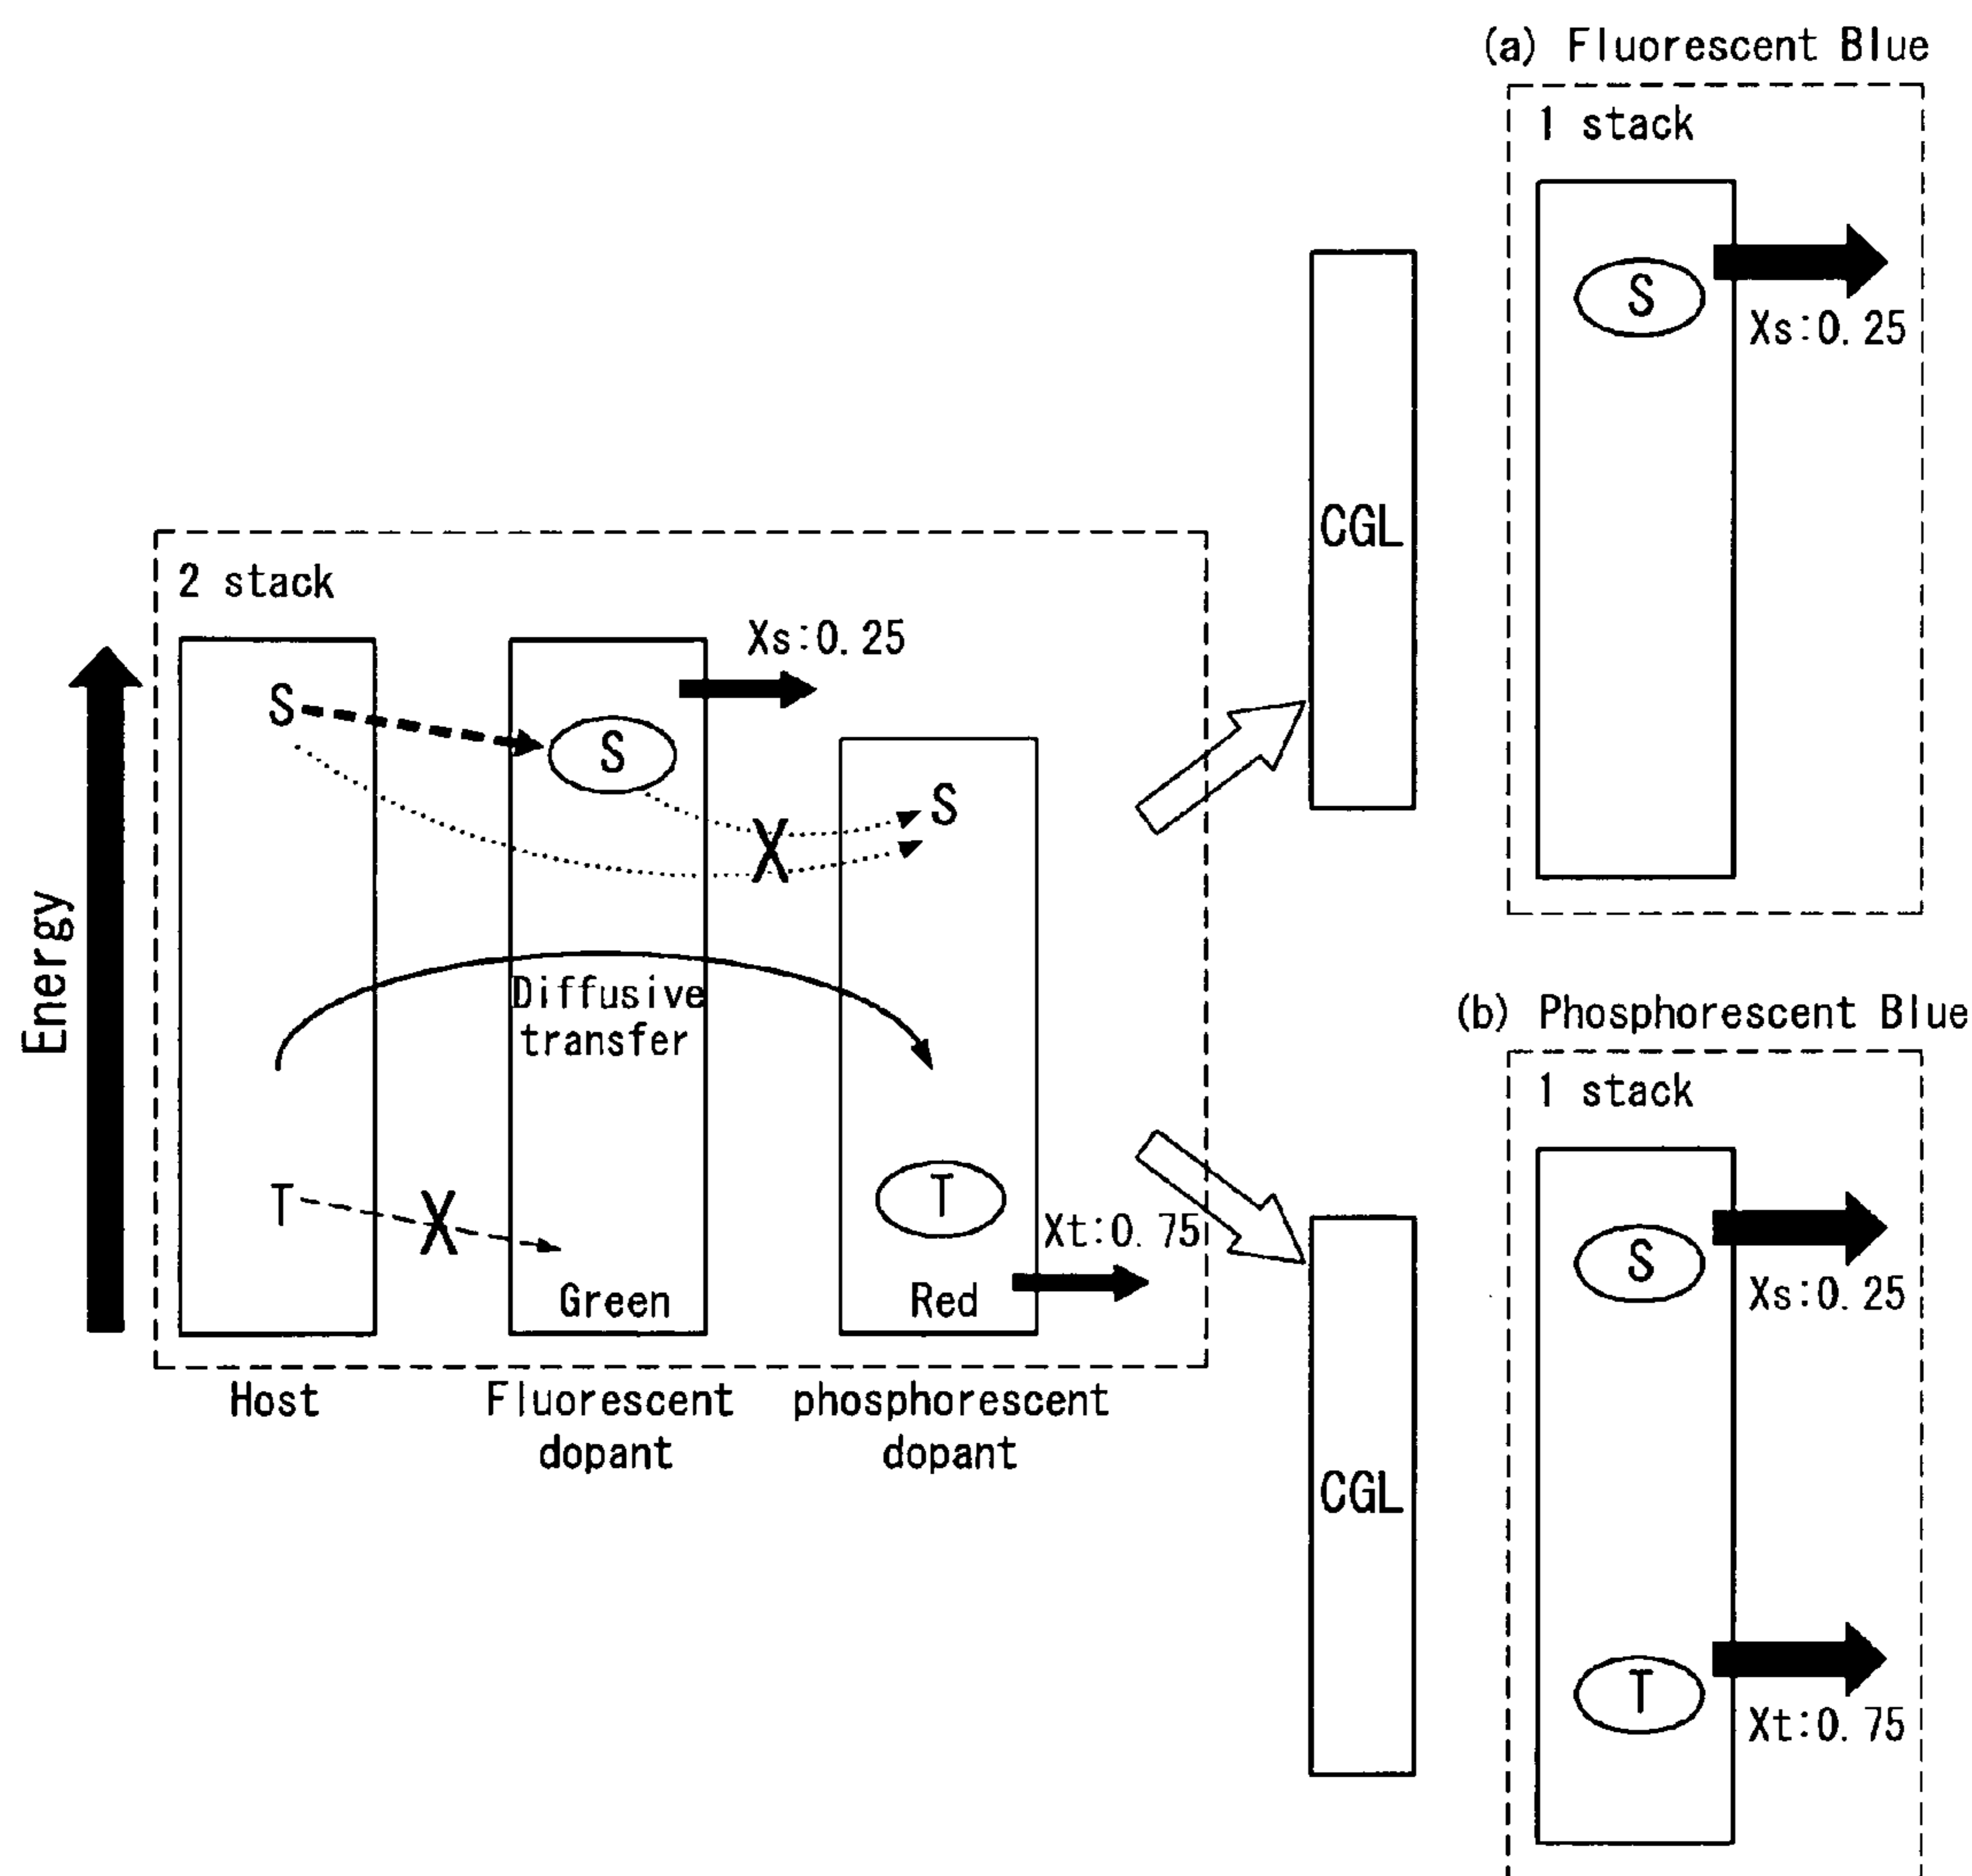 (a) Fluorescent Blue
1 stack
S
Xs:0.25
CGL
2 stack
Xs:0.25
S
S
S
X
Energy
Diffusive
transfer
T
X
T
Xt:0.75
Green
Red
Host
Fluorescent
dopant
phosphorescent
dopant
(b) Phosphorescent Blue
1 stack
S
Xs:0.25
CGL
T
Xt:0.75